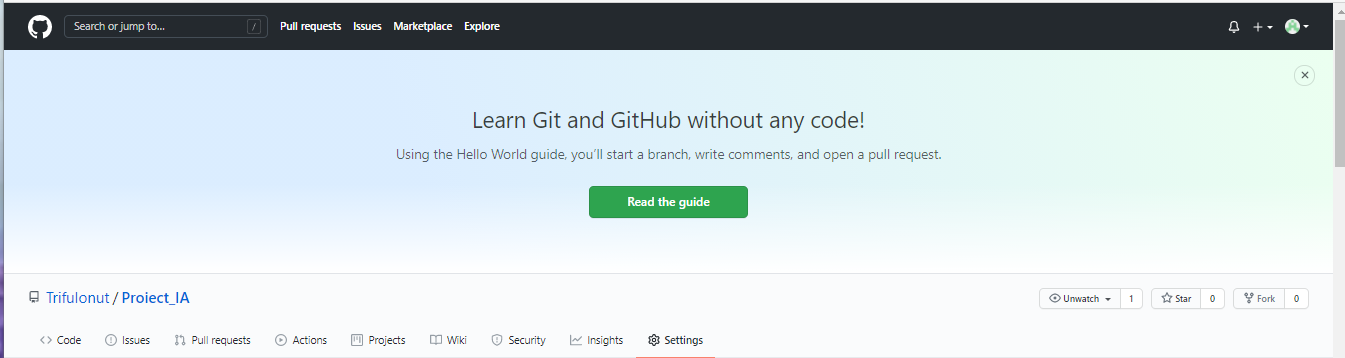 Search or jump to... / Pull requests Issues Marketplace Explore
Learn Git and GitHub without any code!
Using the Hello World guide, you’ll start a branch, write comments, and open a pull request.
Read the guide
TrifuIonut / Proiect_IA Unwatch 1 Star 0 Fork 0
Code Issues Pull requests Actions Projects Wiki Security Insights Settings